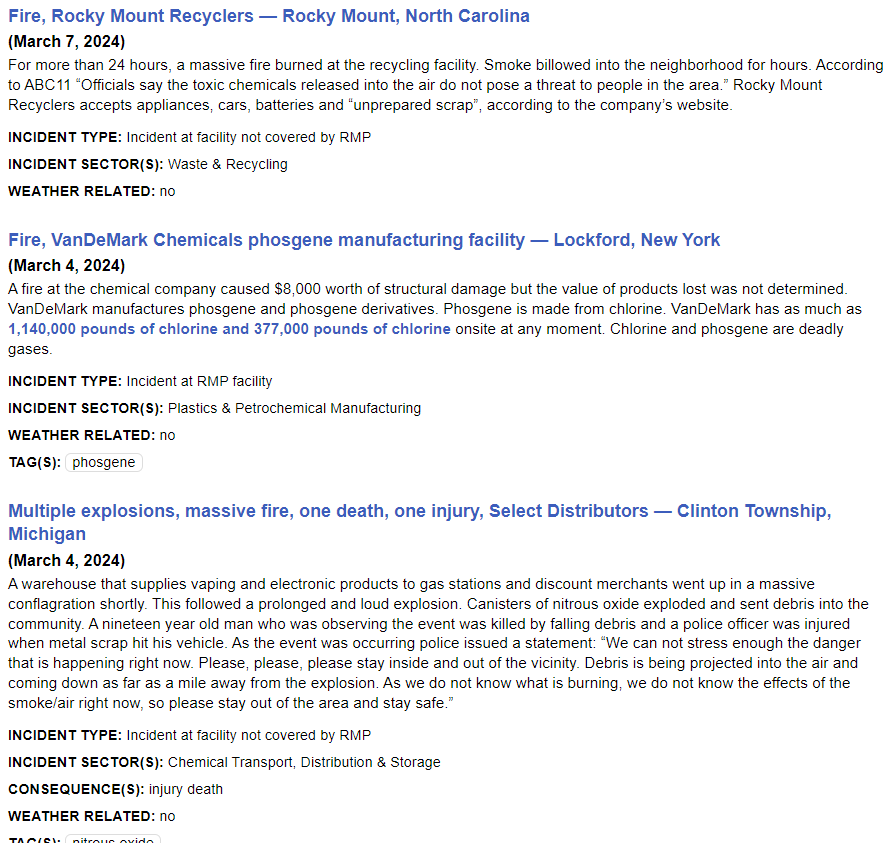 Fire, Rocky Mount Recyclers — Rocky Mount, North Carolina
(March 7, 2024)
For more than 24 hours, a massive fire burned at the recycling facility. Smoke billowed into the neighborhood for hours. According
to ABC11 “Officials say the toxic chemicals released into the air do not pose a threat to people in the area.” Rocky Mount
Recyclers accepts appliances, cars, batteries and “unprepared scrap”, according to the company’s website.
INCIDENT TYPE: Incident at facility not covered by RMP
INCIDENT SECTOR(S): Waste & Recycling
WEATHER RELATED: no
Fire, VanDeMark Chemicals phosgene manufacturing facility — Lockford, New York
(March 4, 2024)
A fire at the chemical company caused $8,000 worth of structural damage but the value of products lost was not determined.
VanDeMark manufactures phosgene and phosgene derivatives. Phosgene is made from chlorine. VanDeMark has as much as
1,140,000 pounds of chlorine and 377,000 pounds of chlorine onsite at any moment. Chlorine and phosgene are deadly
gases.
INCIDENT TYPE: Incident at RMP facility
INCIDENT SECTOR(S): Plastics & Petrochemical Manufacturing
WEATHER RELATED: no
TAG(S): phosgene
Multiple explosions, massive fire, one death, one injury, Select Distributors — Clinton Township,
Michigan
(March 4, 2024)
A warehouse that supplies vaping and electronic products to gas stations and discount merchants went up in a massive
conflagration shortly. This followed a prolonged and loud explosion. Canisters of nitrous oxide exploded and sent debris into the
community. A nineteen year old man who was observing the event was killed by falling debris and a police officer was injured
when metal scrap hit his vehicle. As the event was occurring police issued a statement: “We can not stress enough the danger
that is happening right now. Please, please, please stay inside and out of the vicinity. Debris is being projected into the air and
coming down as far as a mile away from the explosion. As we do not know what is burning, we do not know the effects of the
smoke/air right now, so please stay out of the area and stay safe.”
INCIDENT TYPE: Incident at facility not covered by RMP
INCIDENT SECTOR(S): Chemical Transport, Distribution & Storage
CONSEQUENCE(S): injury death
WEATHER RELATED: no
TAG(S): nitrous oxide